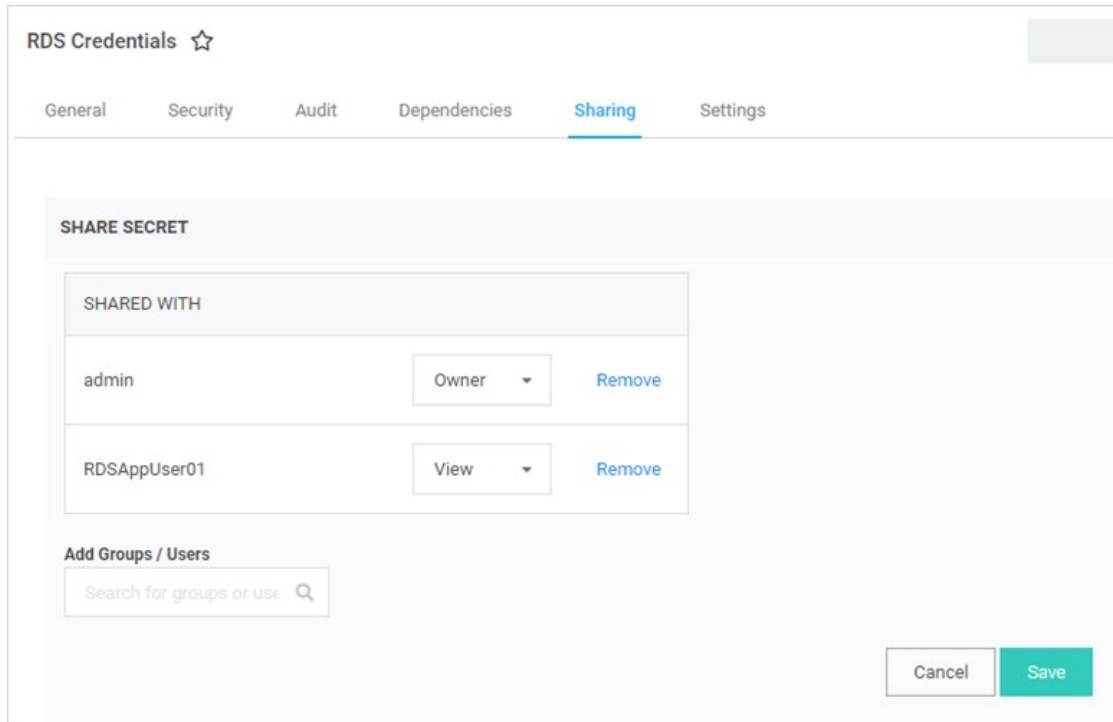 RDS Credentials
General Security Audit Dependencies Sharing Settings
SHARE SECRET
SHARED WITH
admin Owner Remove
RDSAppUser01 View Remove
Add Groups / Users
Search for groups or use
Cancel Save